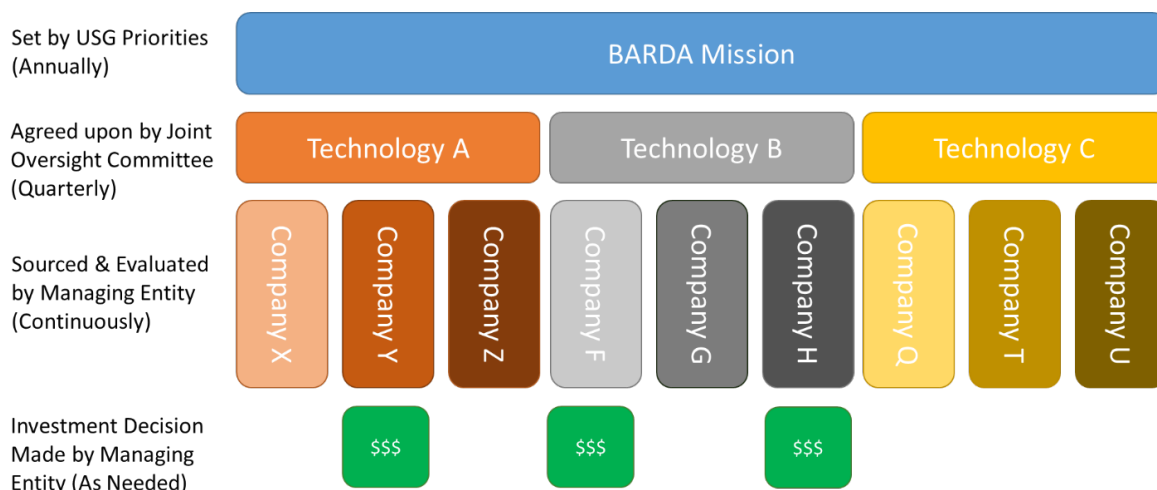 Set by USG Priorities
(Annually)
BARDA Mission
Agreed upon by Joint
Oversight Committee
(Quarterly)
Technology A
Technology B
Technology C
Sourced & Evaluated
by Managing Entity
(Continuously)
Company X
Company Y
Company Z
Company F
Company G
Company H
Company Q
Company T
Company U
Investment Decision
Made by Managing
Entity (As Needed)
$$$
$$$
$$$